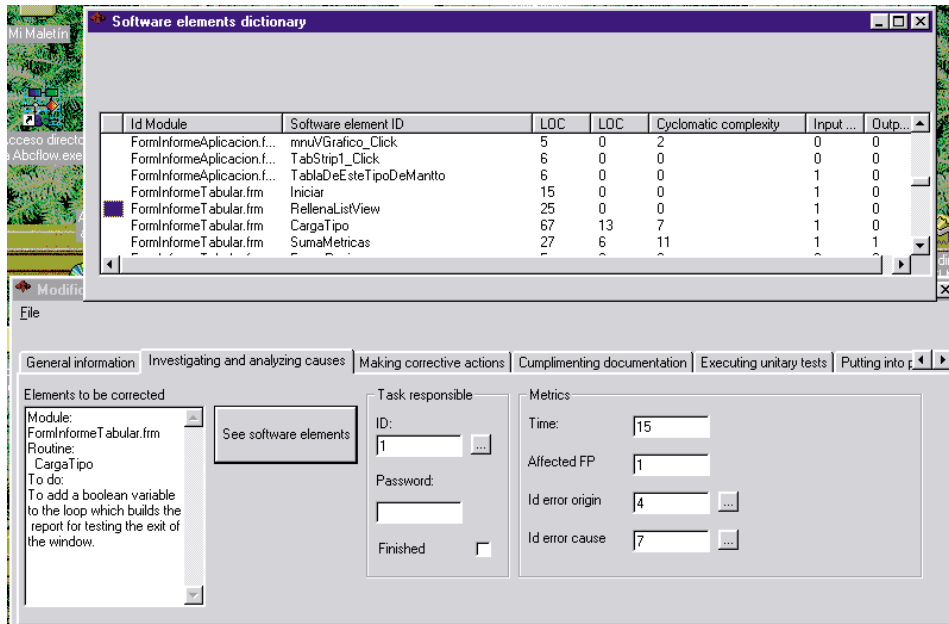 Mi Maletín
Software elements dictionary
Acceso directo
a Abcflow.exe
Id Module Software element ID LOC LOC Cyclomatic complexity Input ... Outp...
FormInformeAplicacion.f... mnuVGrafico_Click 5 0 2 0 0
FormInformeAplicacion.f... TabStrip1_Click 6 0 0 0 0
FormInformeAplicacion.f... TablaDeEsteTipoDeMantto 6 0 0 1 0
FormInformeTabular.frm Iniciar 15 0 0 1 0
FormInformeTabular.frm RellenaListView 25 0 0 1 0
FormInformeTabular.frm CargaTipo 67 13 7 1 0
FormInformeTabular.frm SumaMetricas 27 6 11 1 1
Modific
File
General information Investigating and analyzing causes Making corrective actions Cumplimenting documentation Executing unitary tests Putting into p
Elements to be corrected
Module:
FormInformeTabular.frm
Routine:
CargaTipo
To do:
To add a boolean variable
to the loop which builds the
report for testing the exit of
the window.
See software elements
Task responsible
ID:
1 ...
Password:
Finished
Metrics
Time: 15
Affected FP 1
Id error origin 4 ...
Id error cause 7 ...